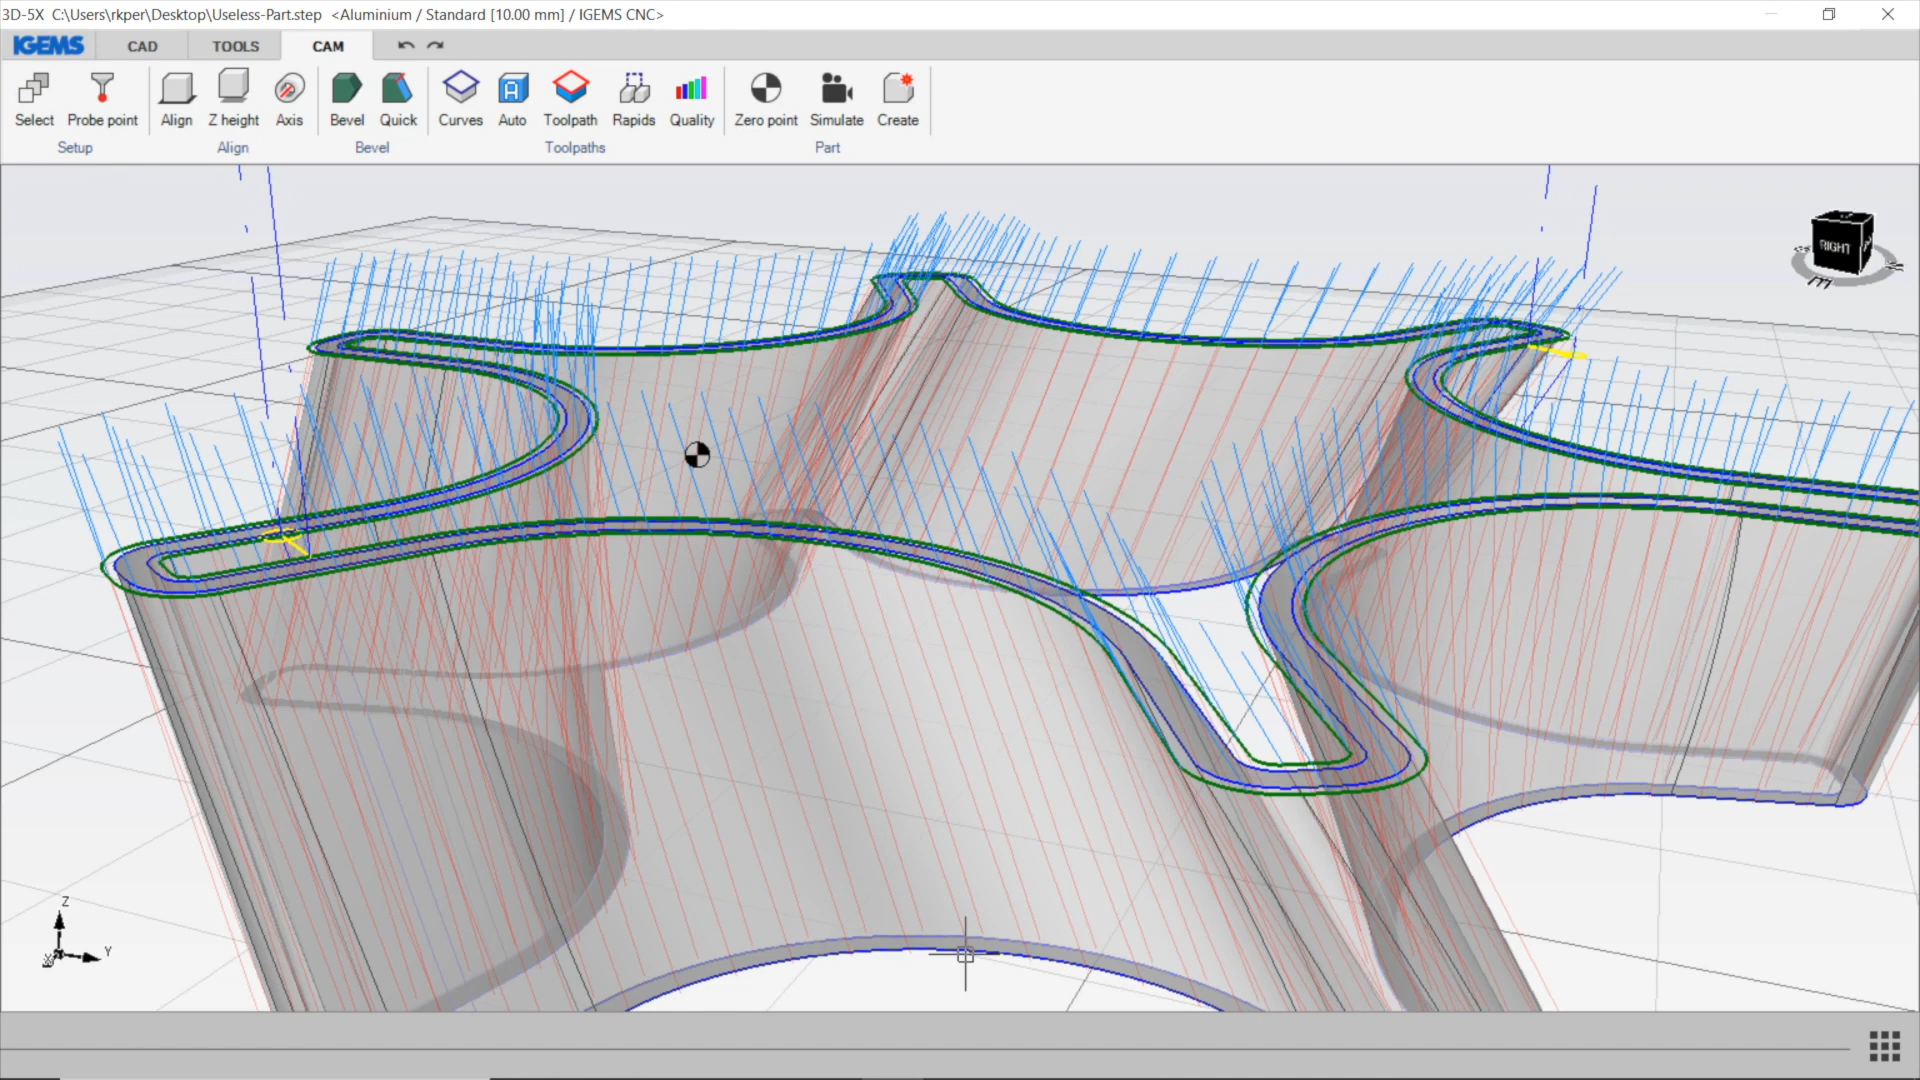 3D-5X C:\Users\rkper\Desktop\Useless-Part.step <Aluminium / Standard [10.00 mm] / IGEMS CNC>
IGEMS CAD TOOLS CAM
Select Probe point Align Z height Axis Bevel Quick Curves Auto Toolpath Rapids Quality Zero point Simulate Create
Setup Align Bevel Toolpaths Part
RIGHT
Z
Y
X